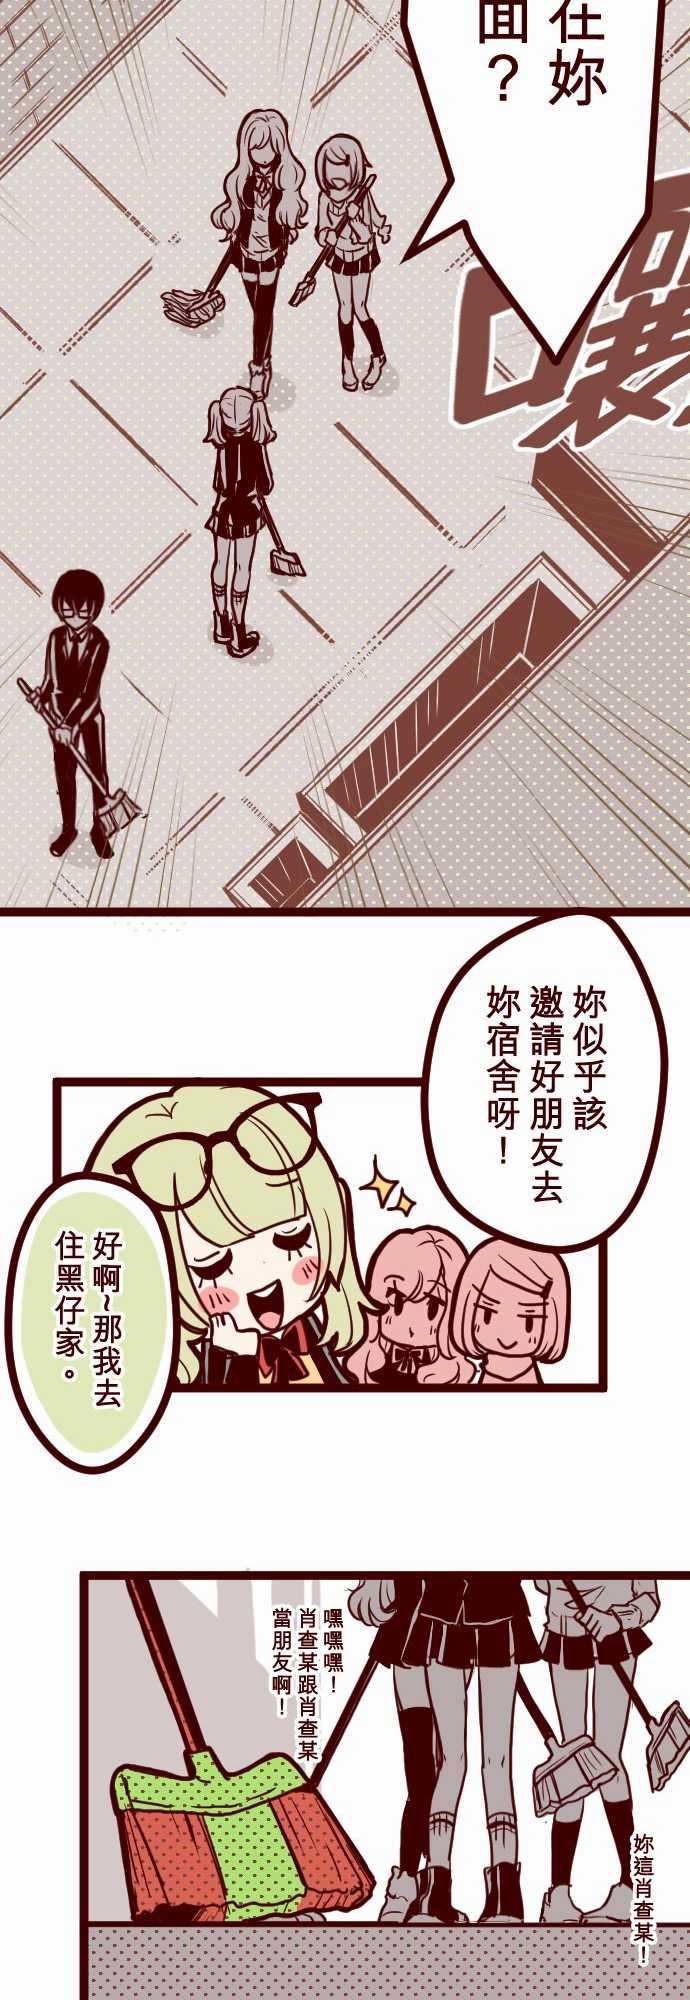 在妳
面？
妳似乎該
邀請好朋友去
妳宿舍呀！
好啊~那我去
住黑仔家。
嘿嘿嘿！
肖查某跟肖查某
當朋友啊！
妳這肖查某！